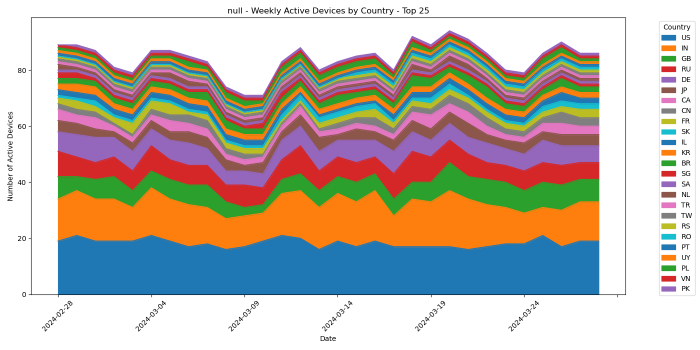 null - Weekly Active Devices by Country - Top 25
Number of Active Devices
80
60
40
20
0
2024-02-28
2024-03-04
2024-03-09
2024-03-14
2024-03-19
2024-03-24
Date
Country
US
IN
GB
RU
DE
JP
CA
CN
FR
SK
IL
KR
BR
SG
SA
NL
TR
TW
RS
RO
PT
UY
PL
VN
PK